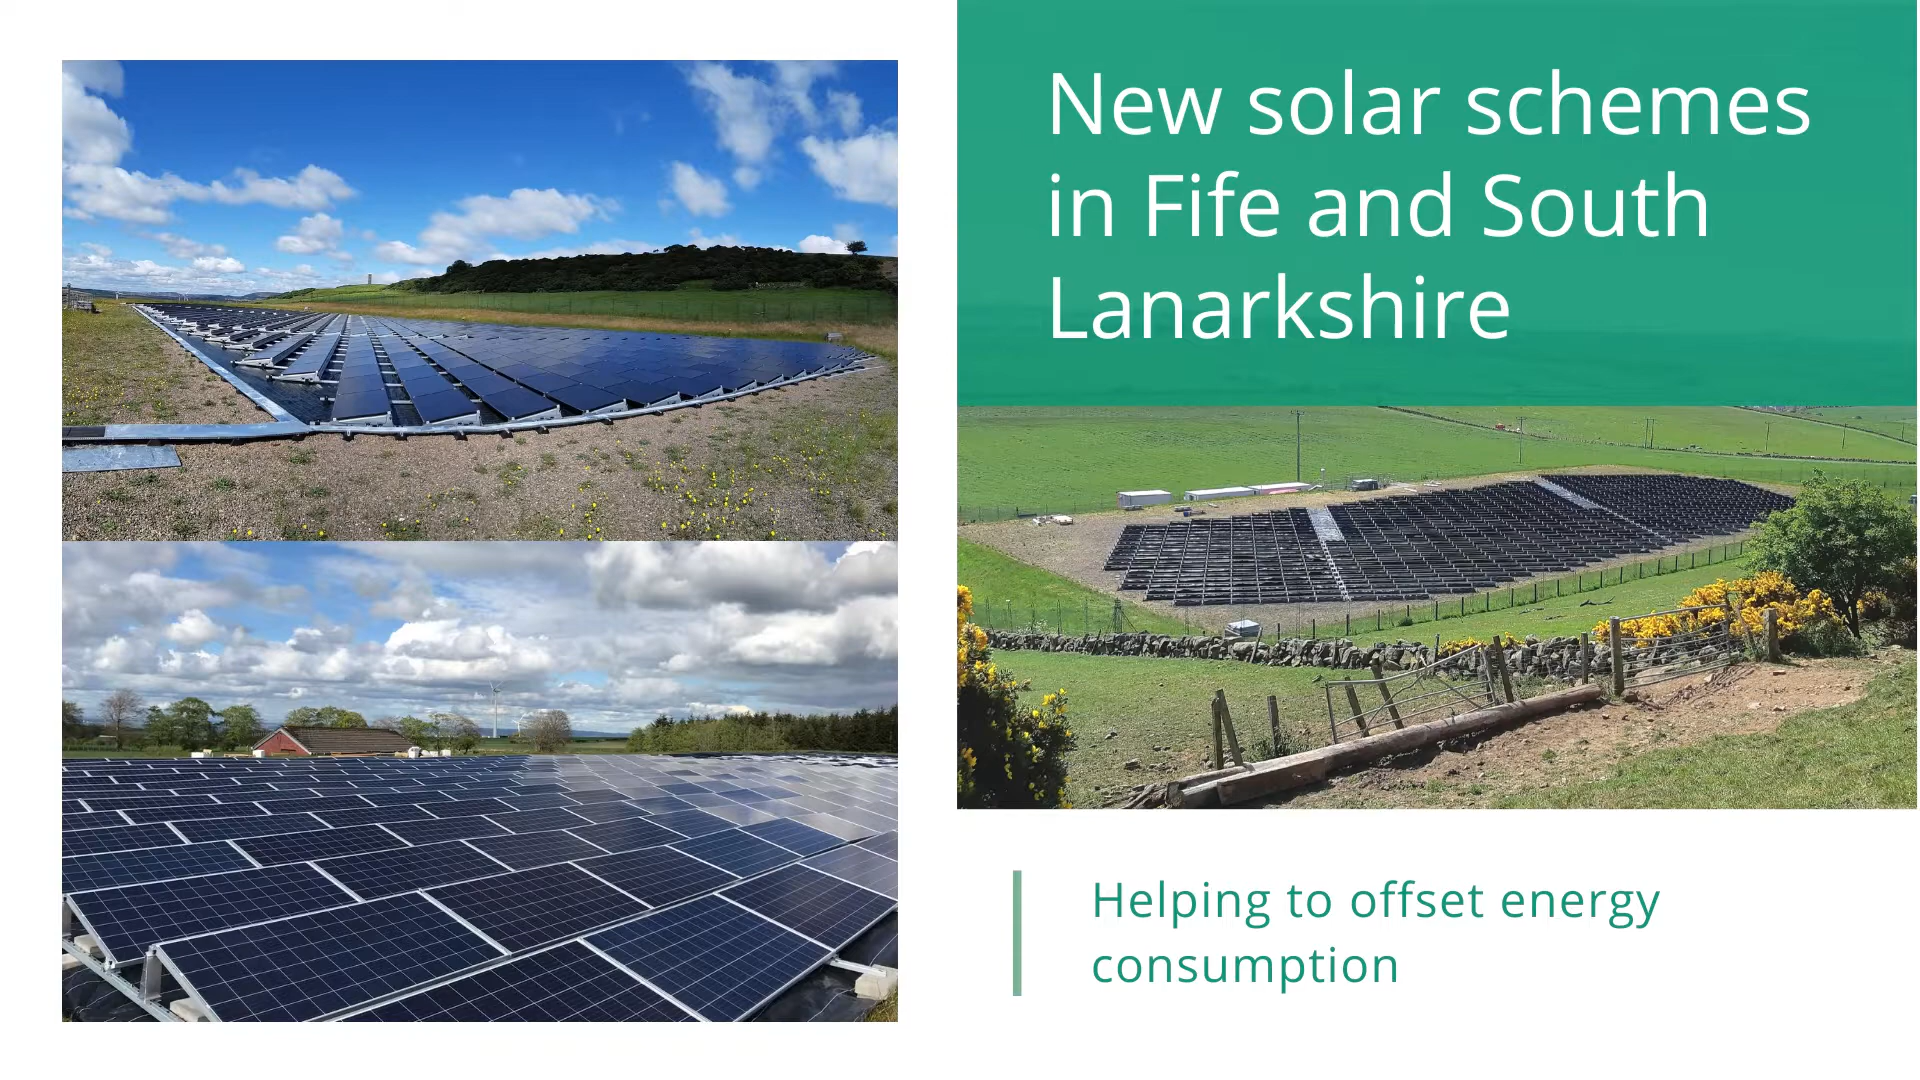 New solar schemes
in Fife and South
Lanarkshire
Helping to offset energy
consumption